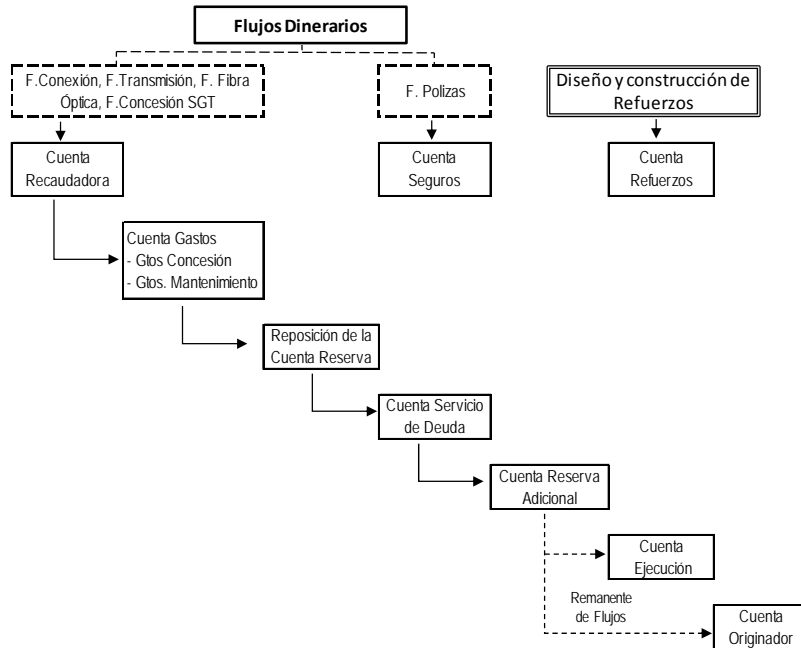 Flujos Dinerarios
F.Conexión, F.Transmisión, F. Fibra
Óptica, F.Concesión SGT
F. Polizas
Diseño y construcción de
Refuerzos
Cuenta
Recaudadora
Cuenta
Seguros
Cuenta
Refuerzos
Cuenta Gastos
- Gtos Concesión
- Gtos. Mantenimiento
Reposición de la
Cuenta Reserva
Cuenta Servicio
de Deuda
Cuenta Reserva
Adicional
Cuenta
Ejecución
Remanente
de Flujos
Cuenta
Originador